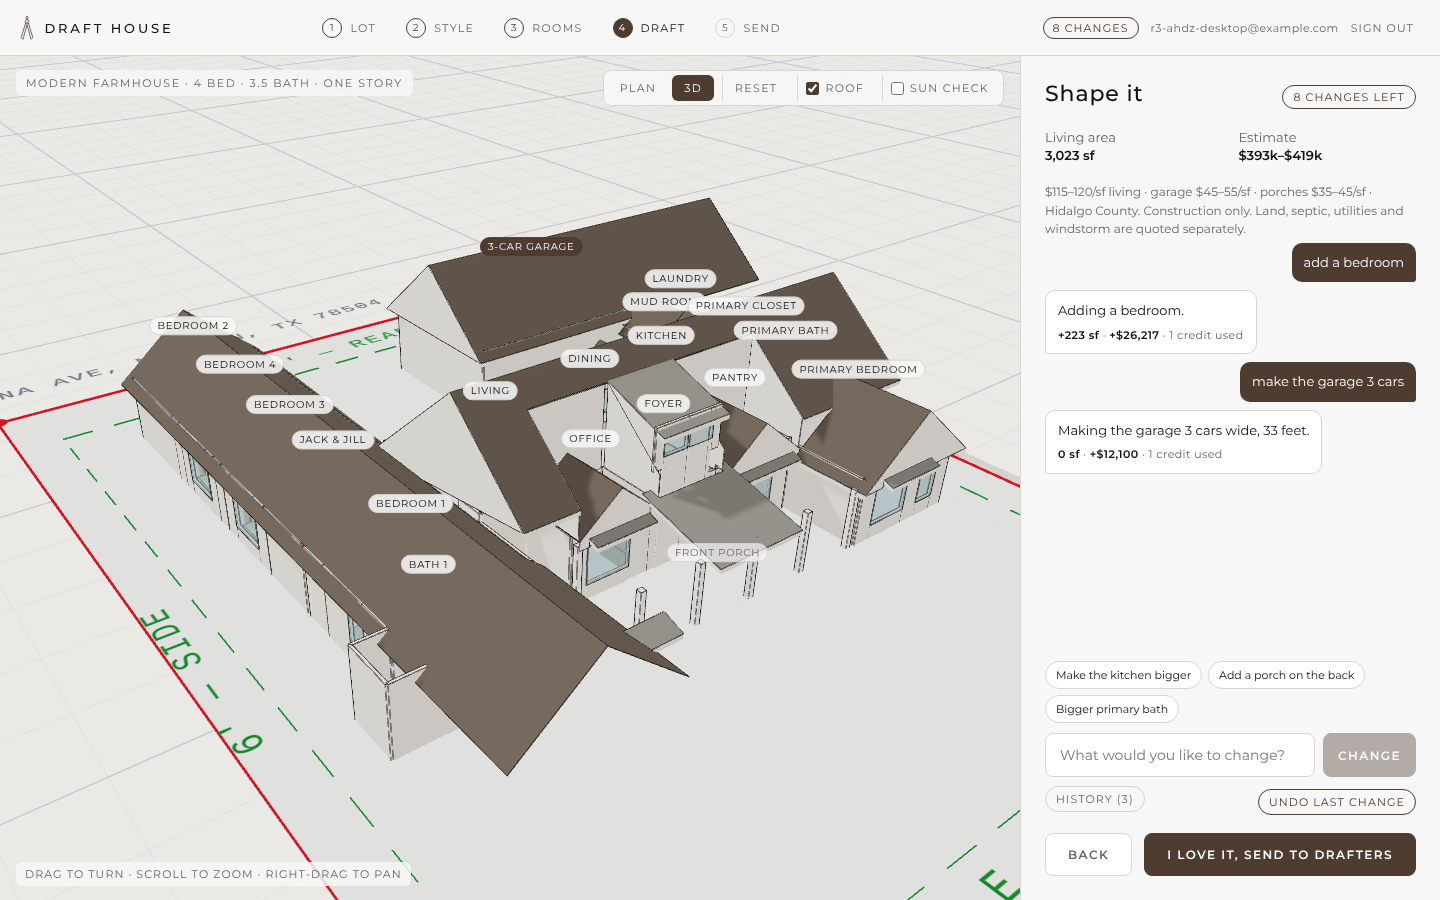 DRAFT HOUSE
1 LOT
2 STYLE
3 ROOMS
4 DRAFT
5 SEND
8 CHANGES
r3-ahdz-desktop@example.com
SIGN OUT
MODERN FARMHOUSE · 4 BED · 3.5 BATH · ONE STORY
PLAN
3D
RESET
ROOF
SUN CHECK
3-CAR GARAGE
LAUNDRY
MUD
PRIMARY CLOSET
BEDROOM 2
PRIMARY BATH
KITCHEN
DINING
BEDROOM 4
PRIMARY BEDROOM
PANTRY
LIVING
BEDROOM 3
FOYER
JACK & JILL
OFFICE
BEDROOM 1
FRONT PORCH
BATH 1
AVE,
TX 78504
6' – SIDE
DRAG TO TURN · SCROLL TO ZOOM · RIGHT-DRAG TO PAN
Shape it
8 CHANGES LEFT
Living area
3,023 sf
Estimate
$393k–$419k
$115–120/sf living · garage $45–55/sf · porches $35–45/sf ·
Hidalgo County. Construction only. Land, septic, utilities and
windstorm are quoted separately.
add a bedroom
Adding a bedroom.
+223 sf · +$26,217 · 1 credit used
make the garage 3 cars
Making the garage 3 cars wide, 33 feet.
0 sf · +$12,100 · 1 credit used
Make the kitchen bigger
Add a porch on the back
Bigger primary bath
What would you like to change?
CHANGE
HISTORY (3)
UNDO LAST CHANGE
BACK
I LOVE IT, SEND TO DRAFTERS